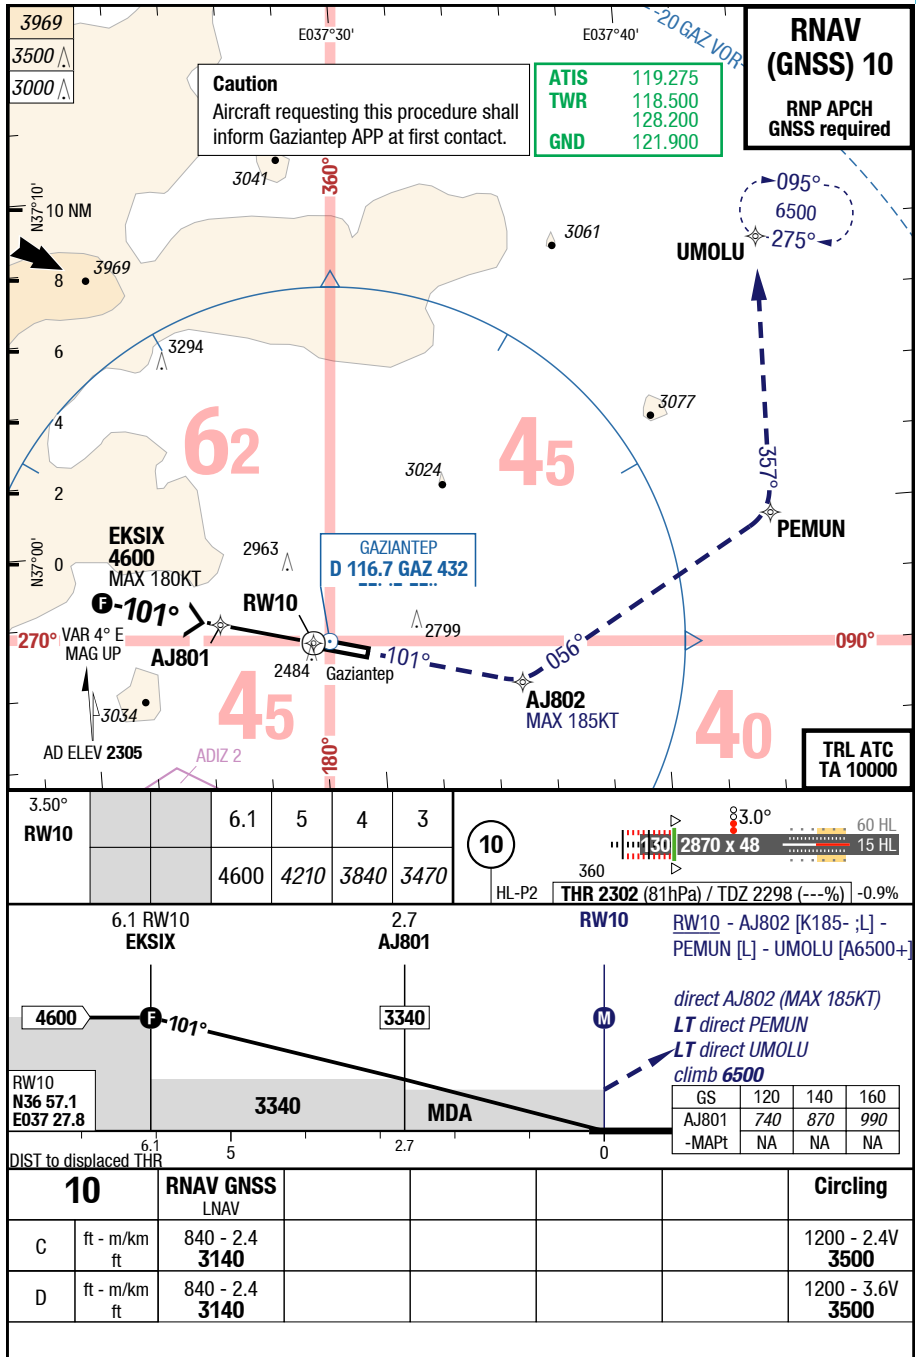 3969
3500
3000
E037°30'
E037°40'
20 GAZ VOR
RNAV
(GNSS) 10
RNP APCH
GNSS required
Caution
Aircraft requesting this procedure shall
inform Gaziantep APP at first contact.
ATIS 119.275
TWR 118.500
128.200
GND 121.900
3041
360°
N37°10'
10 NM
8
6
4
2
0
N37°00'
3969
3061
095°
6500
275°
UMOLU
3294
3077
62
45
3024
357°
PEMUN
EKSIX
4600
MAX 180KT
F 101°
2963
GAZIANTEP
D 116.7 GAZ 432
RW10
2799
270°
VAR 4° E
MAG UP
AJ801
2484
Gaziantep
101°
056°
090°
AJ802
MAX 185KT
3034
45
40
AD ELEV 2305
ADIZ 2
180°
TRL ATC
TA 10000
3.50°
RW10
6.1 5 4 3
4600 4210 3840 3470
10
HL-P2
360
130
2870 x 48
3.0°
60 HL
15 HL
THR 2302 (81hPa) / TDZ 2298 (---%) -0.9%
6.1 RW10
EKSIX
2.7
AJ801
RW10
RW10 - AJ802 [K185- ;L] -
PEMUN [L] - UMOLU [A6500+]
4600
F 101°
3340
M
direct AJ802 (MAX 185KT)
LT direct PEMUN
LT direct UMOLU
climb 6500
RW10
N36 57.1
E037 27.8
3340
MDA
GS 120 140 160
AJ801 740 870 990
-MAPt NA NA NA
DIST to displaced THR
6.1 5 2.7 0
10 RNAV GNSS Circling
LNAV
C ft - m/km 840 - 2.4 1200 - 2.4V
ft 3140 3500
D ft - m/km 840 - 2.4 1200 - 3.6V
ft 3140 3500